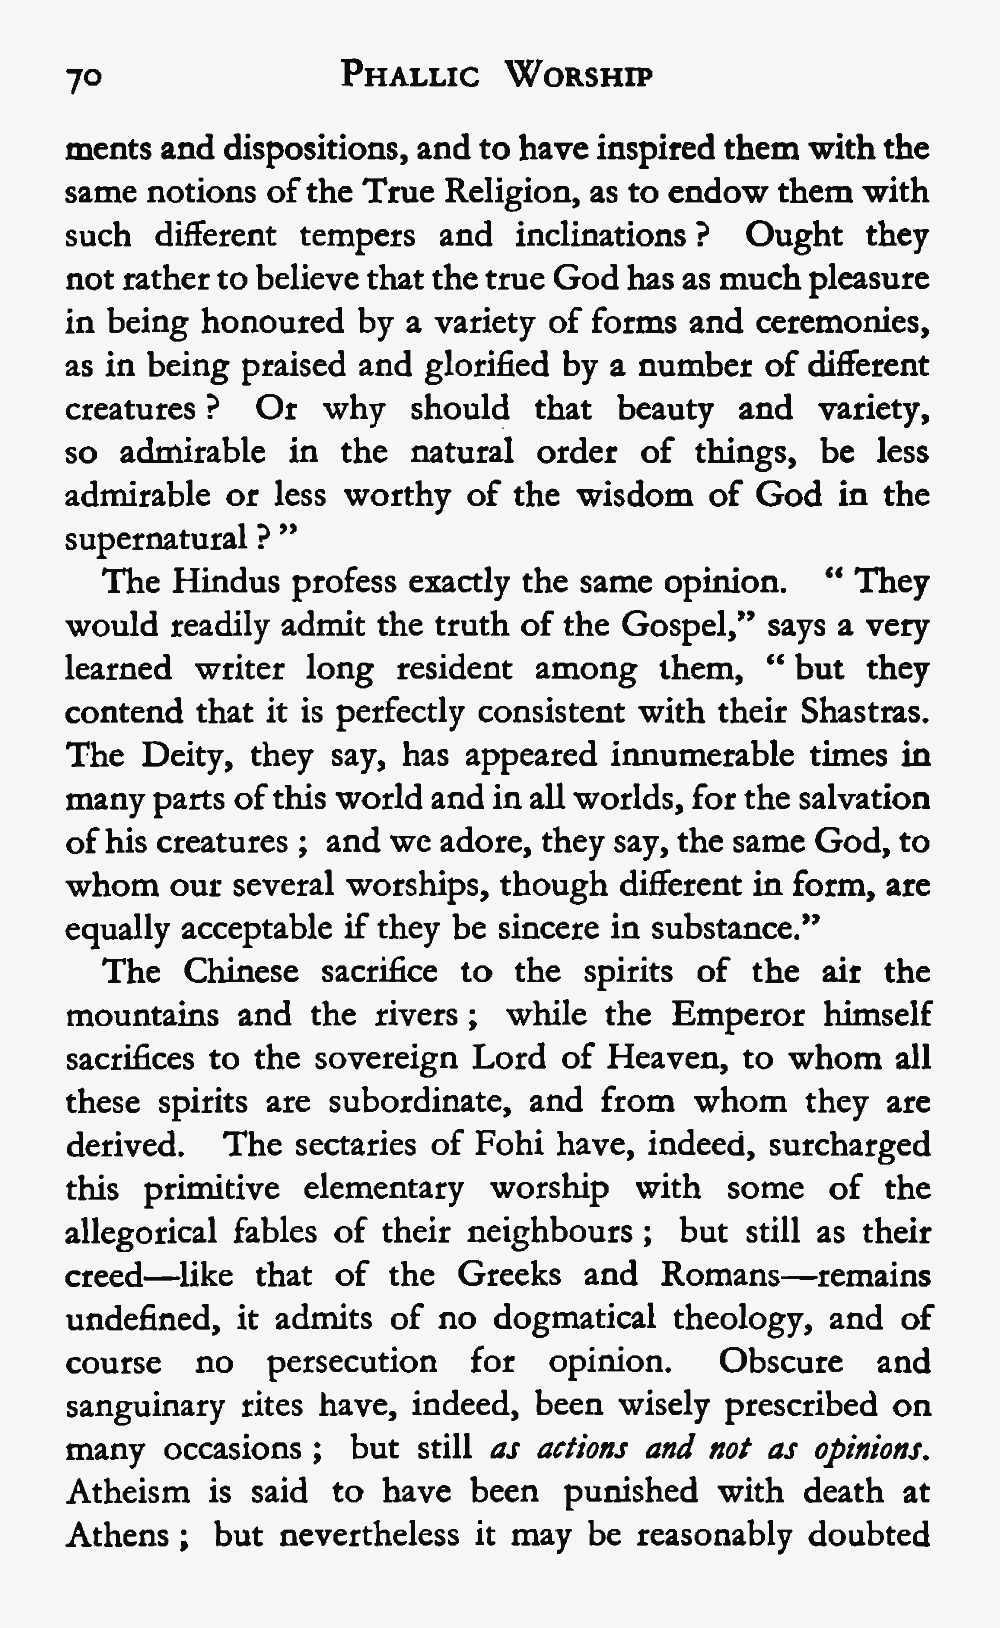 70 PHALLIC WORSHIP
ments and dispositions, and to have inspired them with the
same notions of the True Religion, as to endow them with
such different tempers and inclinations ? Ought they
not rather to believe that the true God has as much pleasure
in being honoured by a variety of forms and ceremonies,
as in being praised and glorified by a number of different
creatures ? Or why should that beauty and variety,
so admirable in the natural order of things, be less
admirable or less worthy of the wisdom of God in the
supernatural ? ”
The Hindus profess exactly the same opinion. “ They
would readily admit the truth of the Gospel,” says a very
learned writer long resident among them, “ but they
contend that it is perfectly consistent with their Shastras.
The Deity, they say, has appeared innumerable times in
many parts of this world and in all worlds, for the salvation
of his creatures ; and we adore, they say, the same God, to
whom our several worships, though different in form, are
equally acceptable if they be sincere in substance.”
The Chinese sacrifice to the spirits of the air the
mountains and the rivers ; while the Emperor himself
sacrifices to the sovereign Lord of Heaven, to whom all
these spirits are subordinate, and from whom they are
derived. The sectaries of Fohi have, indeed, surcharged
this primitive elementary worship with some of the
allegorical fables of their neighbours ; but still as their
creed—like that of the Greeks and Romans—remains
undefined, it admits of no dogmatical theology, and of
course no persecution for opinion. Obscure and
sanguinary rites have, indeed, been wisely prescribed on
many occasions ; but still as actions and not as opinions.
Atheism is said to have been punished with death at
Athens ; but nevertheless it may be reasonably doubted